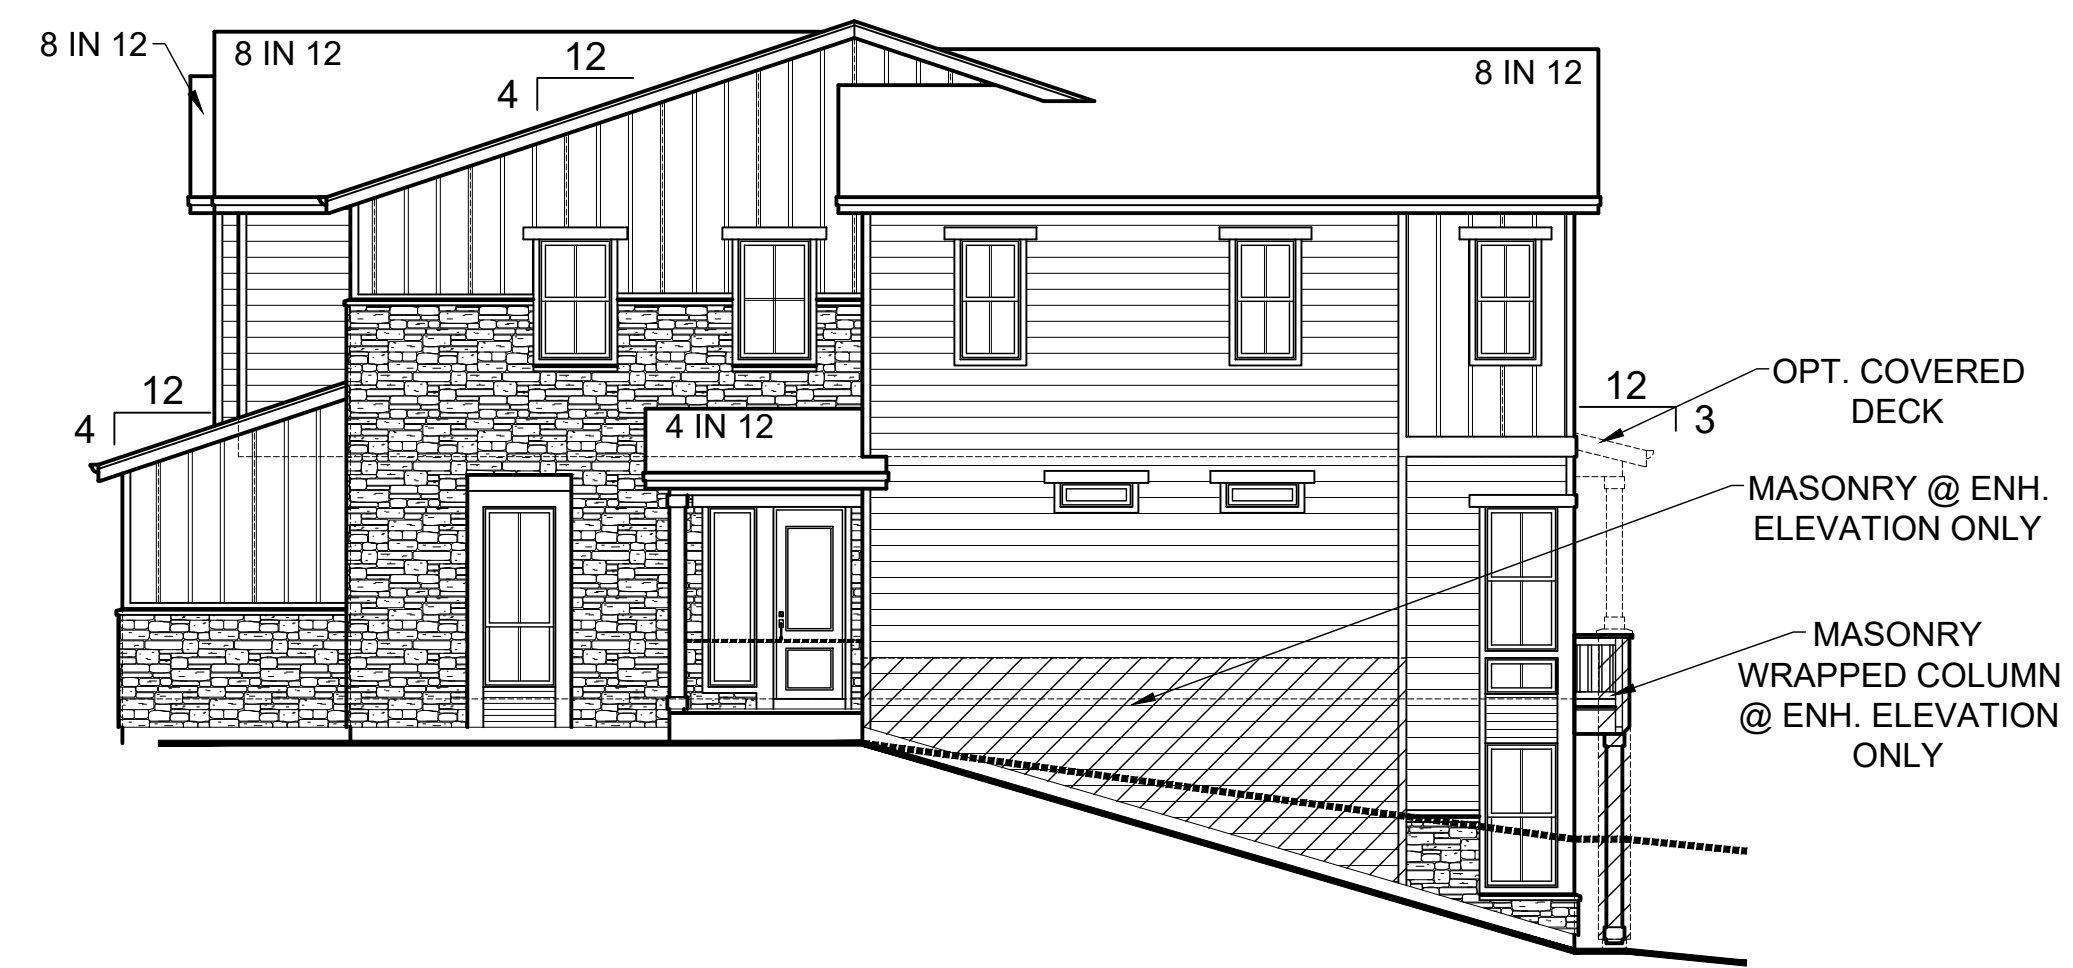 8 IN 12
8 IN 12
12
4
8 IN 12
12
4
4 IN 12
12
3
OPT. COVERED
DECK
MASONRY @ ENH.
ELEVATION ONLY
MASONRY
WRAPPED COLUMN
@ ENH. ELEVATION
ONLY